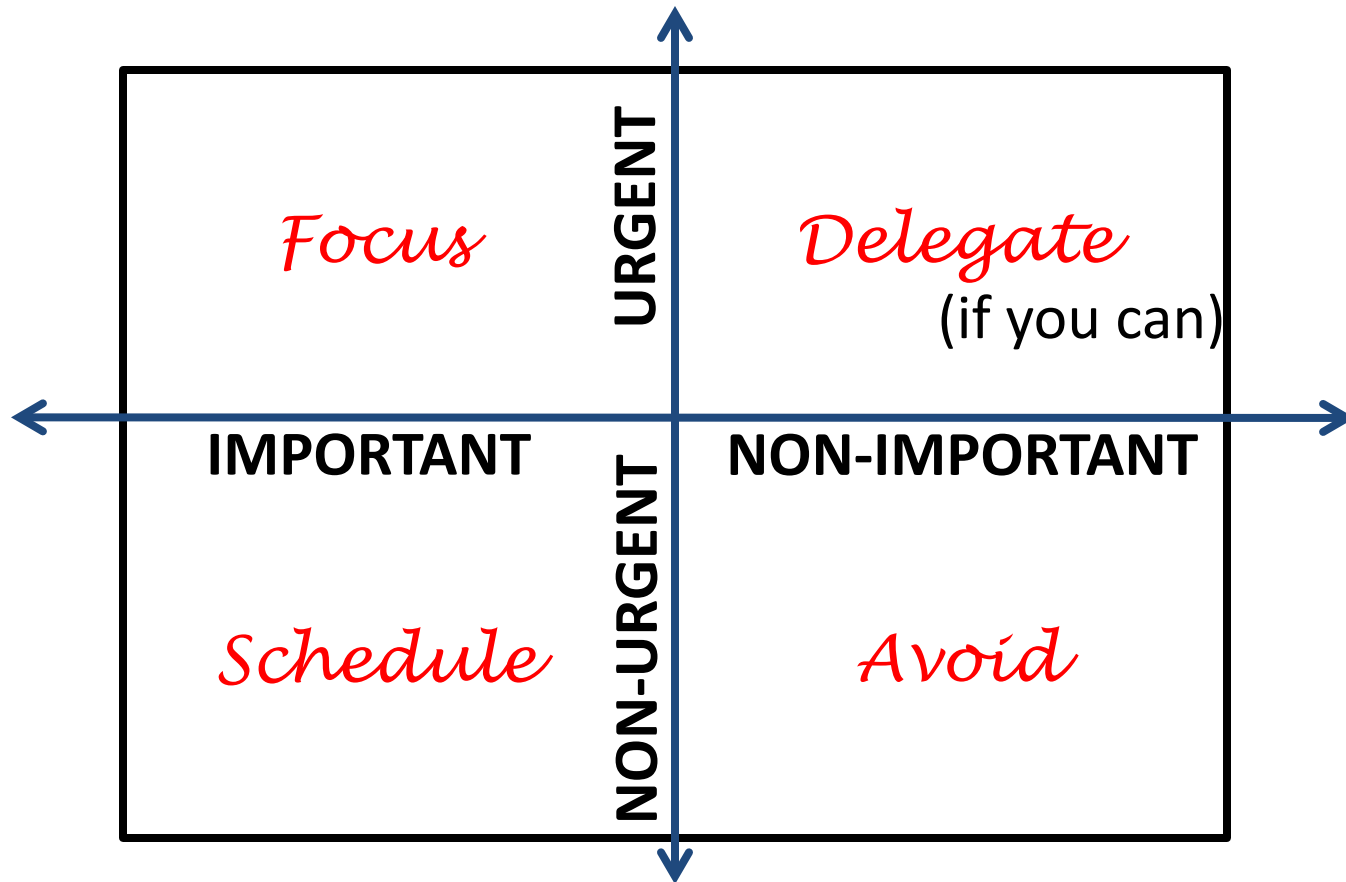 URGENT
Focus
Delegate
(if you can)
IMPORTANT
NON-IMPORTANT
NON-URGENT
Schedule
Avoid